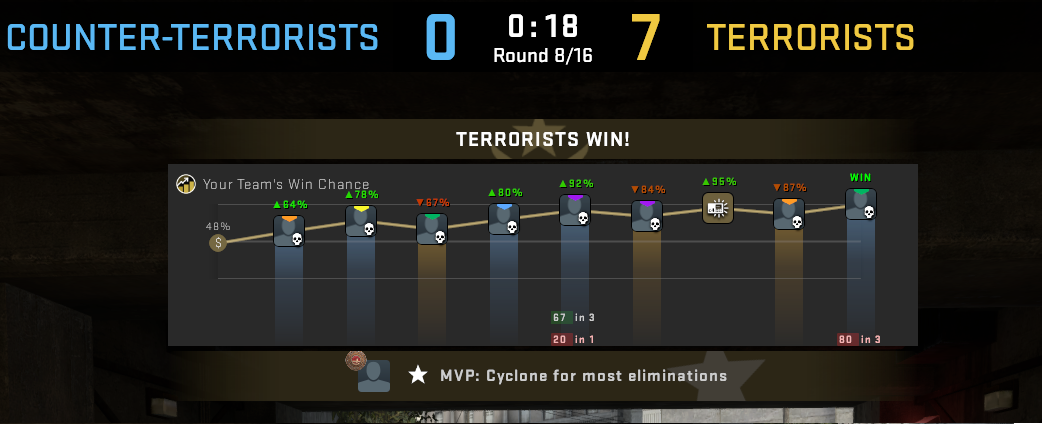 COUNTER-TERRORISTS 0 0:18 7 TERRORISTS
Round 8/16
TERRORISTS WIN!
Your Team's Win Chance
48% $ ▲64% ▲78% ▼67% ▲80% ▲92% ▼84% ▲95% ▼87% WIN
67 in 3
20 in 1 80 in 3
MVP: Cyclone for most eliminations